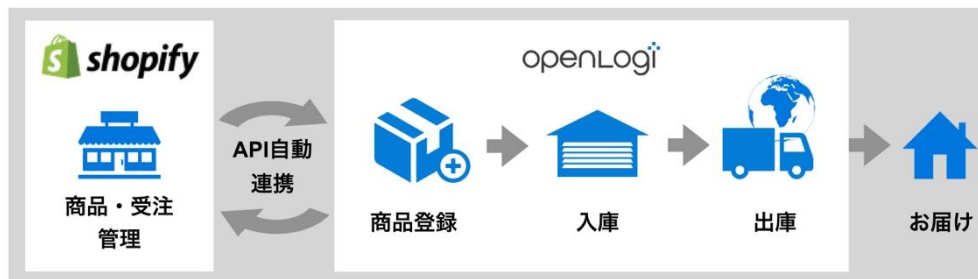 shopify
商品・受注
管理
API自動
連携
openLogi
商品登録
入庫
出庫
お届け